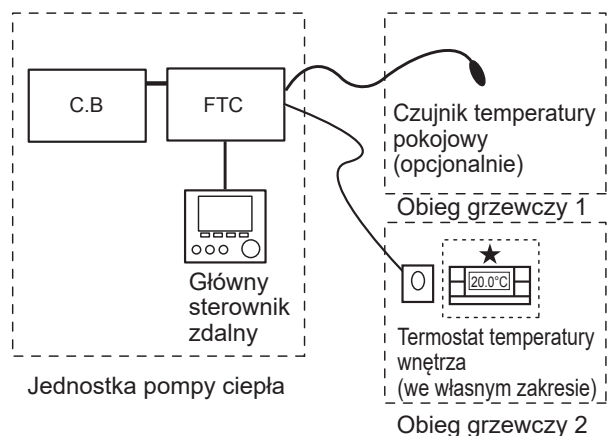 C.B
FTC
Główny
sterownik
zdalny
Jednostka pompy ciepła
Czujnik temperatury
pokojowy
(opcjonalnie)
Obieg grzewczy 1
20.0°C
Termostat temperatury
wnętrza
(we własnym zakresie)
Obieg grzewczy 2